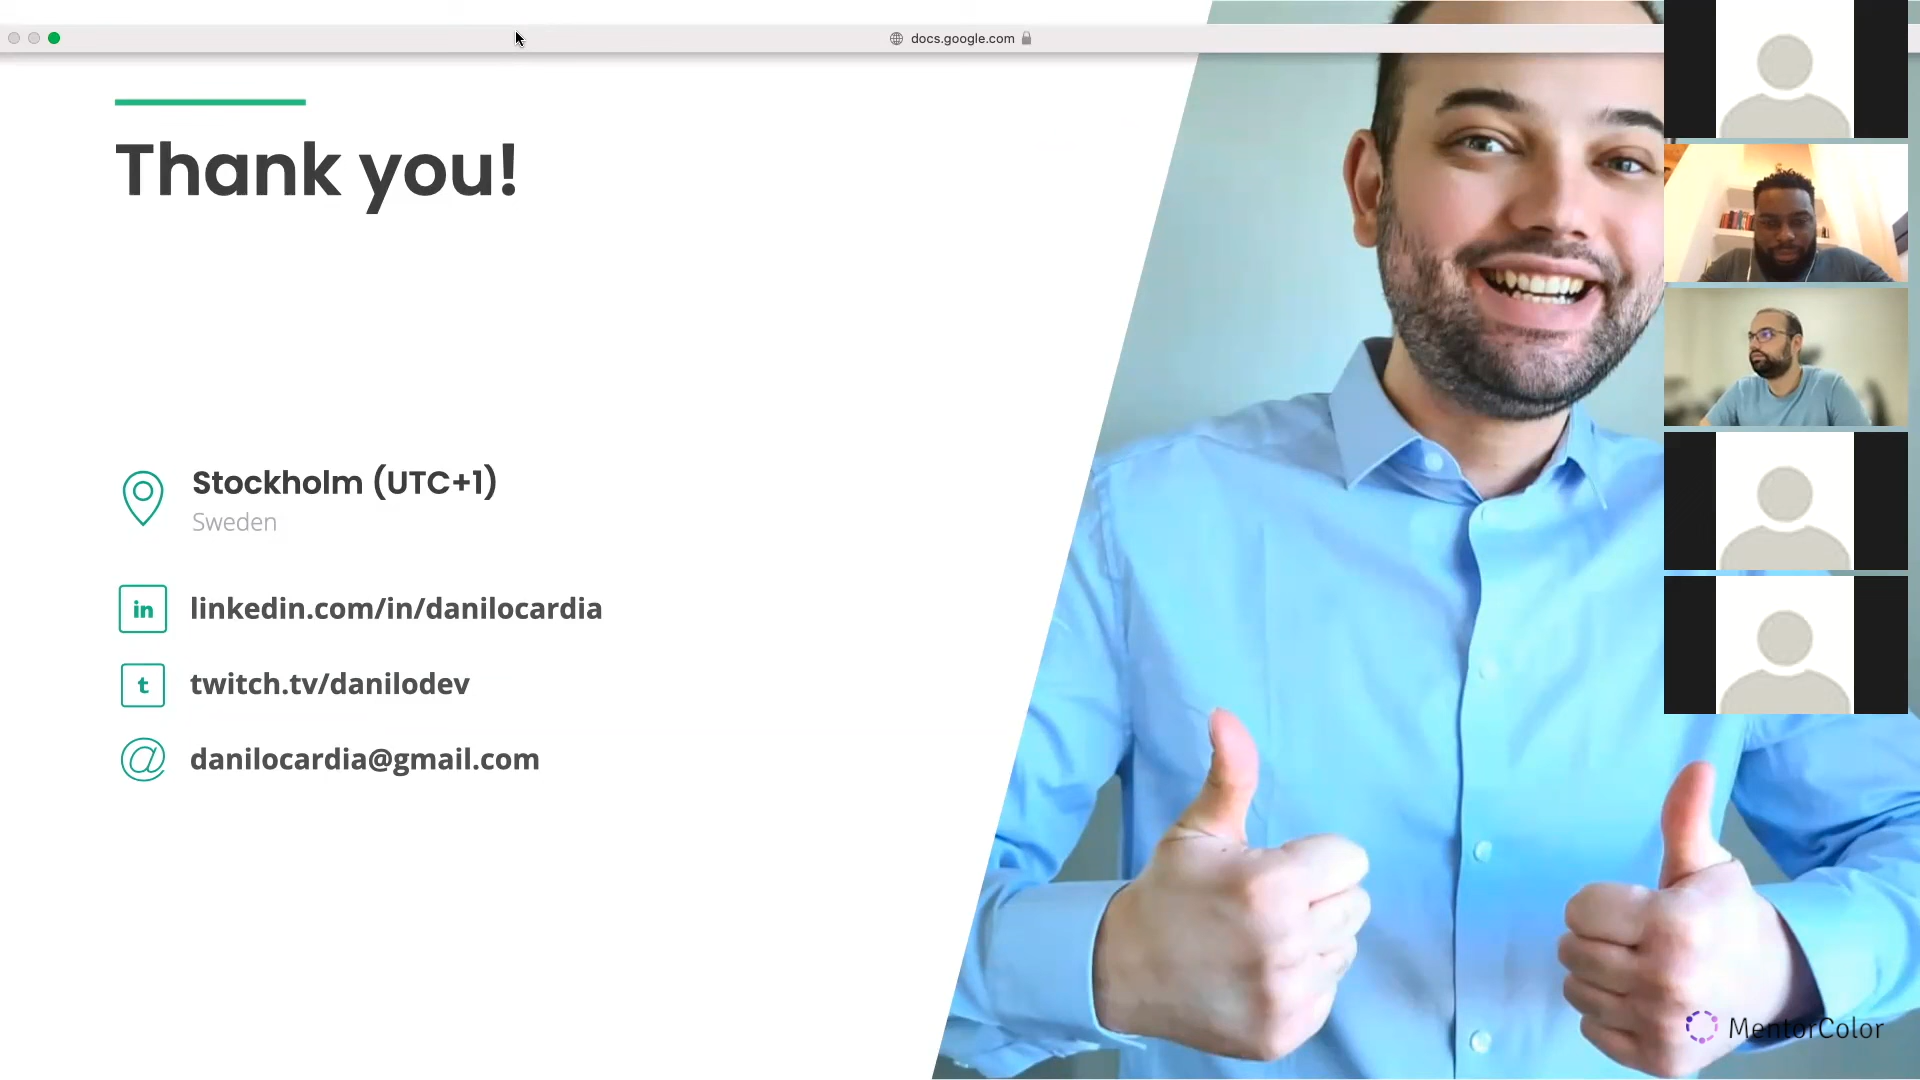 docs.google.com
Thank you!
Stockholm (UTC+1)
Sweden
in
linkedin.com/in/danilocardia
t
twitch.tv/danilodev
@
danilocardia@gmail.com
MentorColor